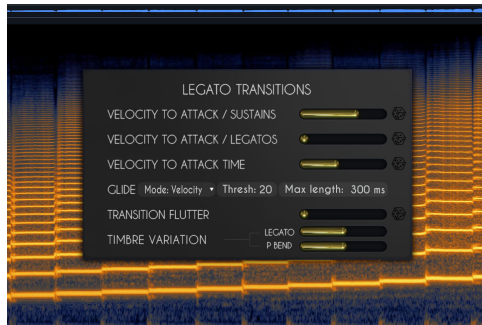 LEGATO TRANSITIONS
VELOCITY TO ATTACK / SUSTAINS
VELOCITY TO ATTACK / LEGATOS
VELOCITY TO ATTACK TIME
GLIDE Mode: Velocity ▾ Thresh: 20 Max length: 300 ms
TRANSITION FLUTTER
TIMBRE VARIATION LEGATO
P BEND